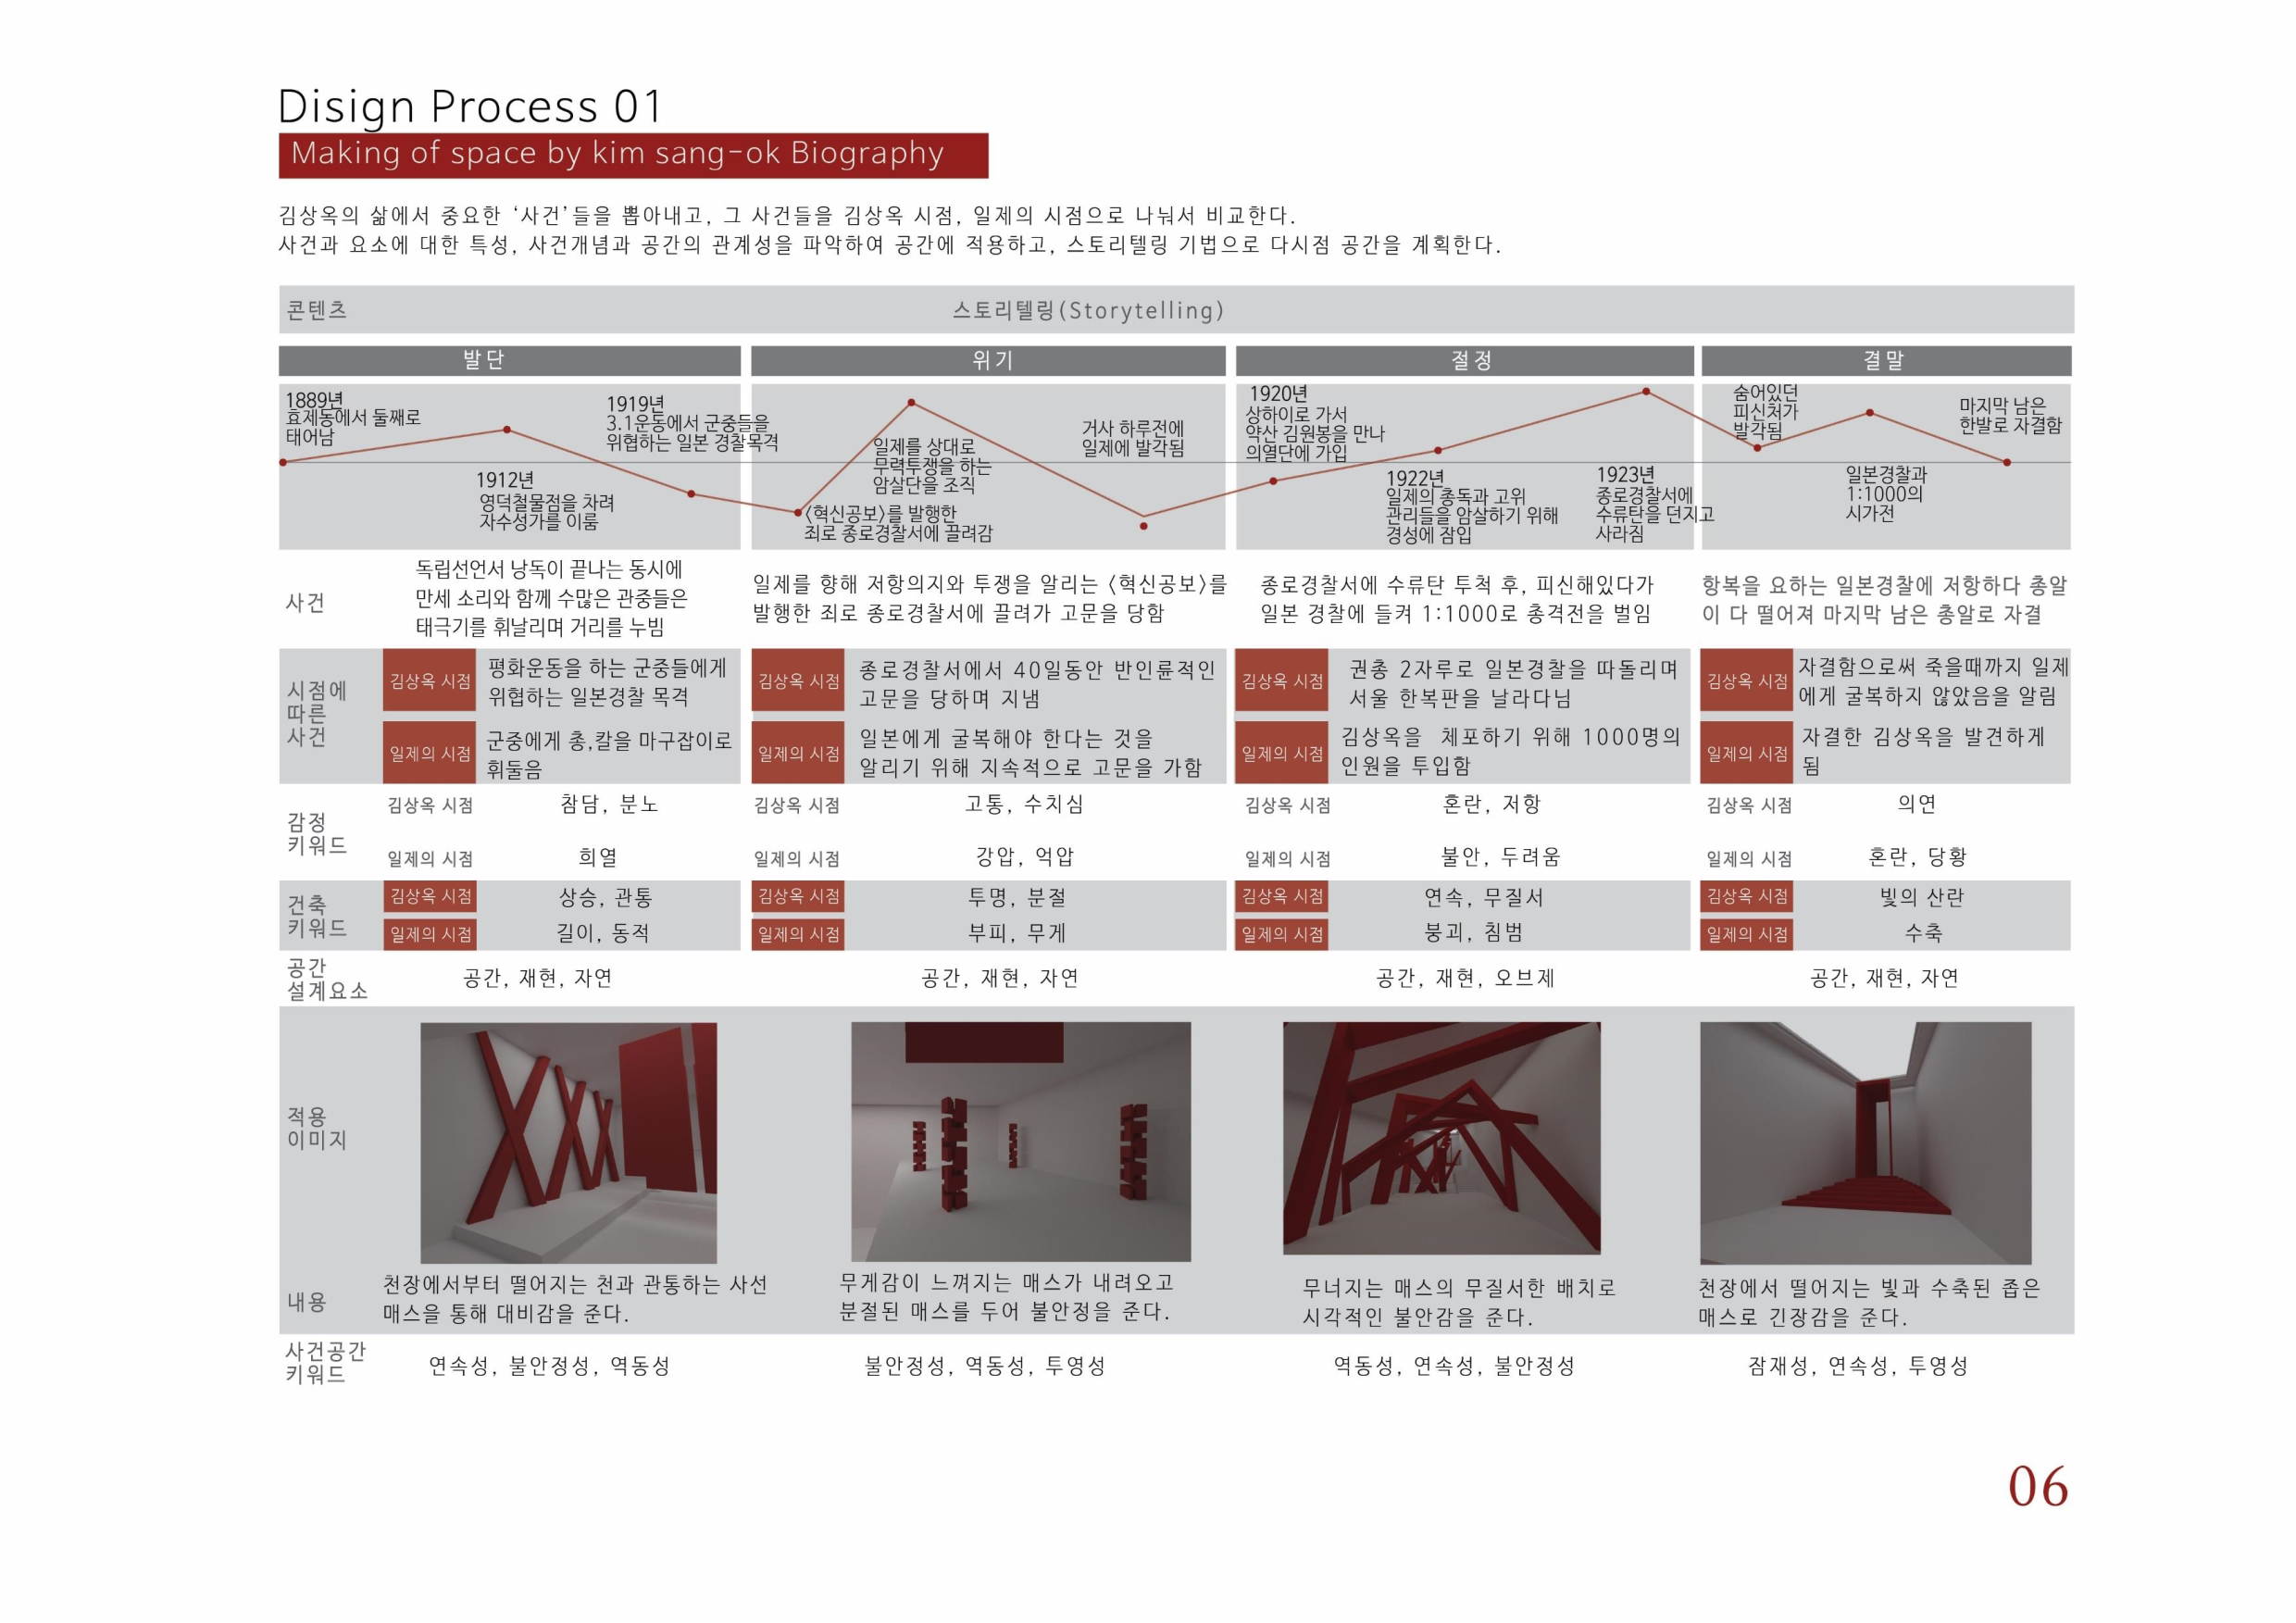 Disign Process 01
Making of space by kim sang-ok Biography
김상옥의 삶에서 중요한 ‘사건’들을 뽑아내고, 그 사건들을 김상옥 시점, 일제의 시점으로 나눠서 비교한다.
사건과 요소에 대한 특성, 사건개념과 공간의 관계성을 파악하여 공간에 적용하고, 스토리텔링 기법으로 다시점 공간을 계획한다.
콘텐츠
스토리텔링(Storytelling)
발단
위기
절정
결말
1889년
효제동에서 둘째로
태어남
1912년
영덕철물점을 차려
자수성가를 이룸
1919년
3.1운동에서 군중들을
위협하는 일본 경찰목격
〈혁신공보〉를 발행한
죄로 종로경찰서에 끌려감
일제를 상대로
무력투쟁을 하는
암살단을 조직
거사 하루전에
일제에 발각됨
1920년
상하이로 가서
약산 김원봉을 만나
의열단에 가입
1922년
일제의 총독과 고위
관리들을 암살하기 위해
경성에 잠입
1923년
종로경찰서에
수류탄을 던지고
사라짐
숨어있던
피신처가
발각됨
일본경찰과
1:1000의
시가전
마지막 남은
한발로 자결함
사건
독립선언서 낭독이 끝나는 동시에
만세 소리와 함께 수많은 관중들은
태극기를 휘날리며 거리를 누빔
일제를 향해 저항의지와 투쟁을 알리는 〈혁신공보〉를
발행한 죄로 종로경찰서에 끌려가 고문을 당함
종로경찰서에 수류탄 투척 후, 피신해있다가
일본 경찰에 들켜 1:1000로 총격전을 벌임
항복을 요하는 일본경찰에 저항하다 총알
이 다 떨어져 마지막 남은 총알로 자결
시점에
따른
사건
김상옥 시점
평화운동을 하는 군중들에게
위협하는 일본경찰 목격
김상옥 시점
종로경찰서에서 40일동안 반인륜적인
고문을 당하며 지냄
김상옥 시점
권총 2자루로 일본경찰을 따돌리며
서울 한복판을 날라다님
김상옥 시점
자결함으로써 죽을때까지 일제
에게 굴복하지 않았음을 알림
일제의 시점
군중에게 총,칼을 마구잡이로
휘둘음
일제의 시점
일본에게 굴복해야 한다는 것을
알리기 위해 지속적으로 고문을 가함
일제의 시점
김상옥을 체포하기 위해 1000명의
인원을 투입함
일제의 시점
자결한 김상옥을 발견하게
됨
감정
키워드
김상옥 시점 참담, 분노
김상옥 시점 고통, 수치심
김상옥 시점 혼란, 저항
김상옥 시점 의연
일제의 시점 희열
일제의 시점 강압, 억압
일제의 시점 불안, 두려움
일제의 시점 혼란, 당황
건축
키워드
김상옥 시점 상승, 관통
김상옥 시점 투명, 분절
김상옥 시점 연속, 무질서
김상옥 시점 빛의 산란
일제의 시점 길이, 동적
일제의 시점 부피, 무게
일제의 시점 붕괴, 침범
일제의 시점 수축
공간
설계요소
공간, 재현, 자연
공간, 재현, 자연
공간, 재현, 오브제
공간, 재현, 자연
적용
이미지
내용
천장에서부터 떨어지는 천과 관통하는 사선
매스을 통해 대비감을 준다.
무게감이 느껴지는 매스가 내려오고
분절된 매스를 두어 불안정을 준다.
무너지는 매스의 무질서한 배치로
시각적인 불안감을 준다.
천장에서 떨어지는 빛과 수축된 좁은
매스로 긴장감을 준다.
사건공간
키워드
연속성, 불안정성, 역동성
불안정성, 역동성, 투영성
역동성, 연속성, 불안정성
잠재성, 연속성, 투영성
06